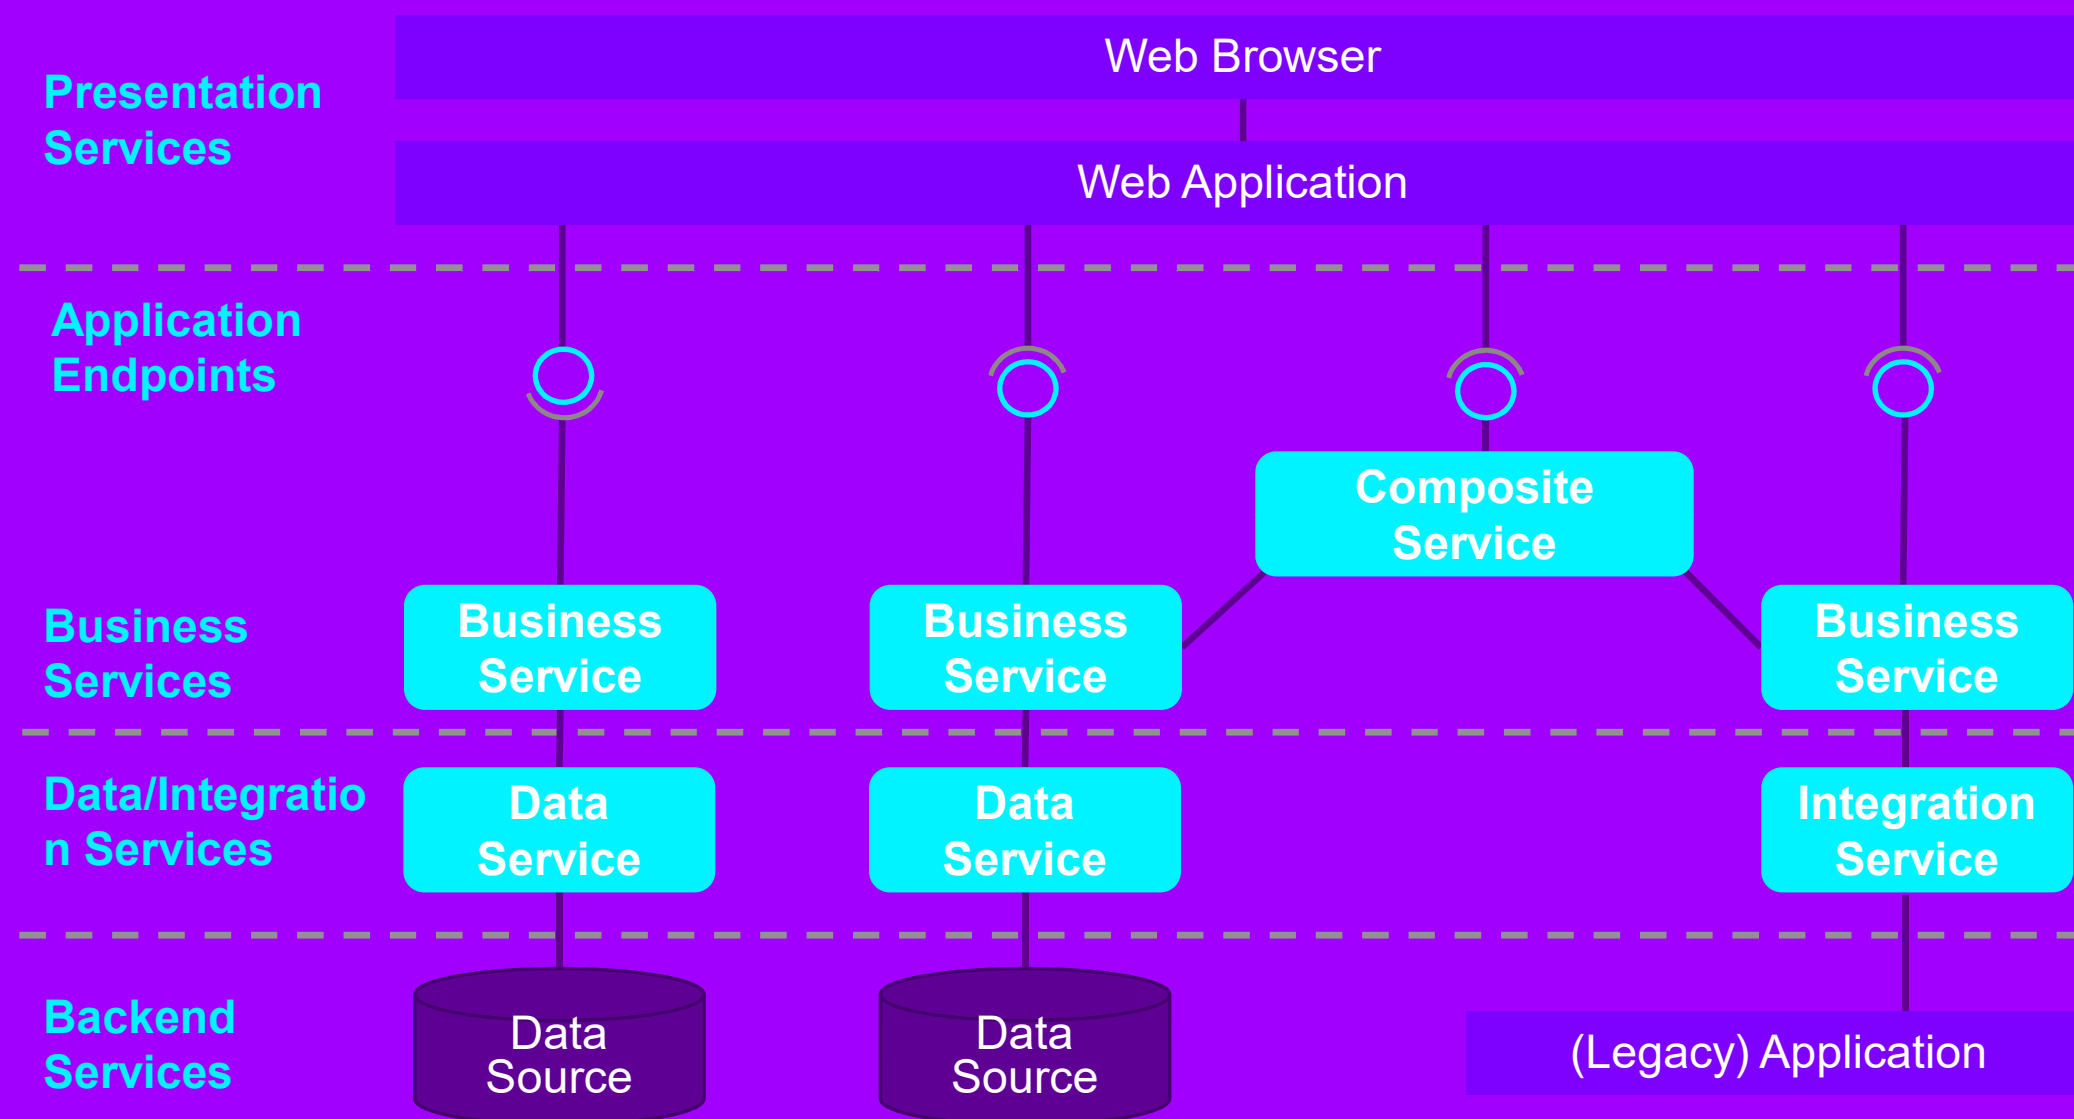 Web Browser
Presentation
Services
Web Application
Application
Endpoints
Composite
Service
Business
Services
Business
Service
Business
Service
Business
Service
Data/Integratio
n Services
Data
Service
Data
Service
Integration
Service
Backend
Services
Data
Source
Data
Source
(Legacy) Application